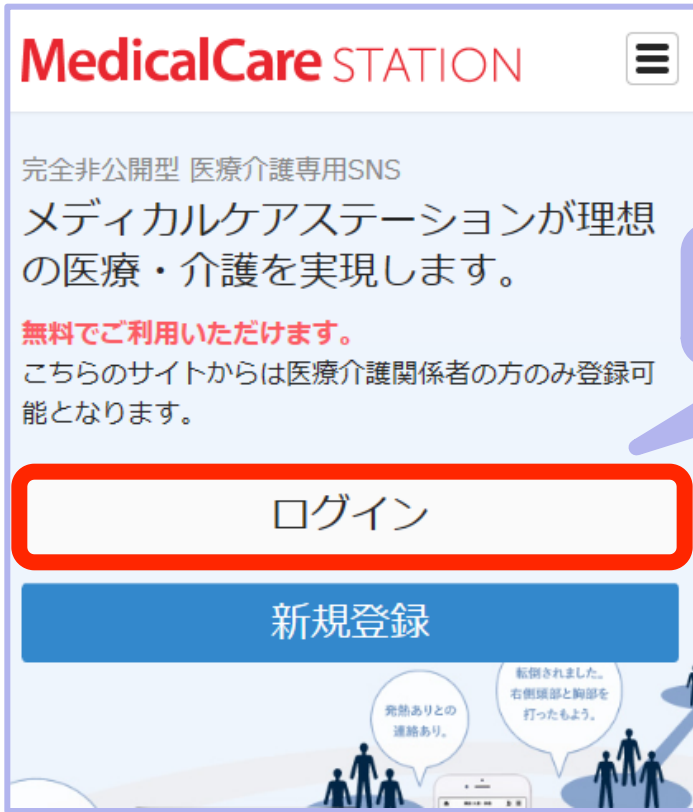 MedicalCare STATION
完全非公開型 医療介護専用SNS
メディカルケアステーションが理想
の医療・介護を実現します。
無料でご利用いただけます。
こちらのサイトからは医療介護関係者の方のみ登録可
能となります。
ログイン
新規登録
転倒されました。
右側頭部と胸部を
打ったもよう。
発熱ありとの
連絡あり。